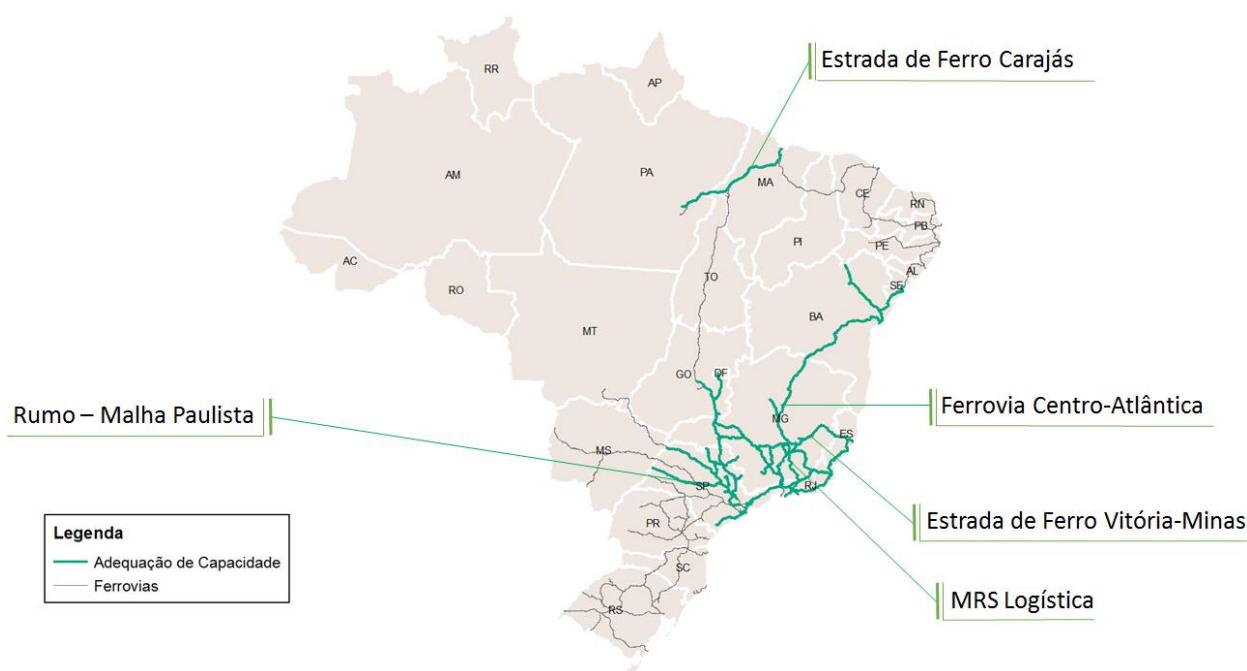 Estrada de Ferro Carajás
RR
AP
AM
PA
MA
CE
RN
PB
PE
PI
AL
SE
AC
RO
TO
BA
MT
GO
DF
Ferrovia Centro-Atlântica
Rumo – Malha Paulista
MG
ES
MS
SP
RJ
Estrada de Ferro Vitória-Minas
PR
Legenda
Adequação de Capacidade
Ferrovias
SC
MRS Logística
RS